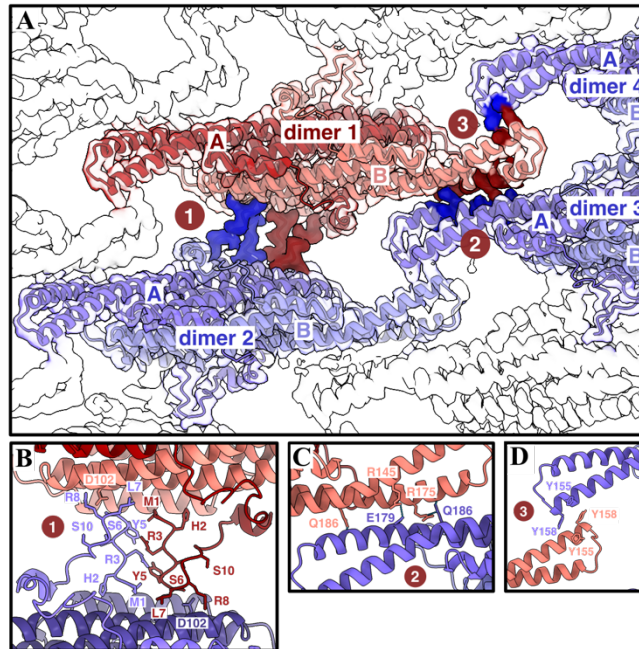 A
A
dimer 4
B
3
A
dimer 1
B
1
A
dimer 3
B
2
A
B
dimer 2
B
1
D102
R8
L7
M1
S10
S6
Y5
H2
R3
R3
S10
H2
Y5
S6
M1
R8
L7
D102
C
R145
R175
Q186
E179
Q186
2
D
3
Y155
Y158
Y158
Y155